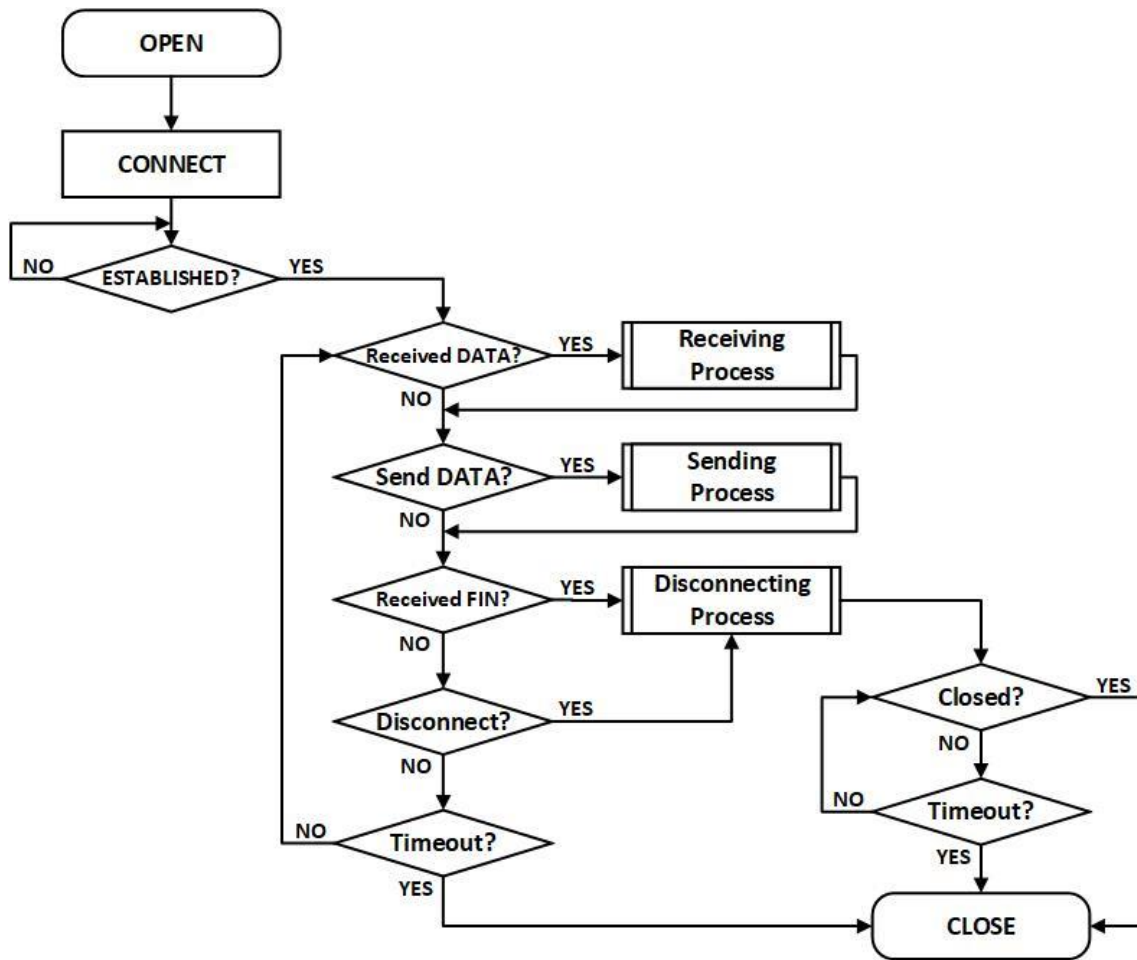 OPEN
CONNECT
ESTABLISHED?
NO
YES
Received DATA?
YES
NO
Receiving
Process
Send DATA?
YES
NO
Sending
Process
Received FIN?
YES
NO
Disconnecting
Process
Disconnect?
YES
NO
Closed?
YES
NO
Timeout?
NO
YES
Timeout?
NO
YES
CLOSE